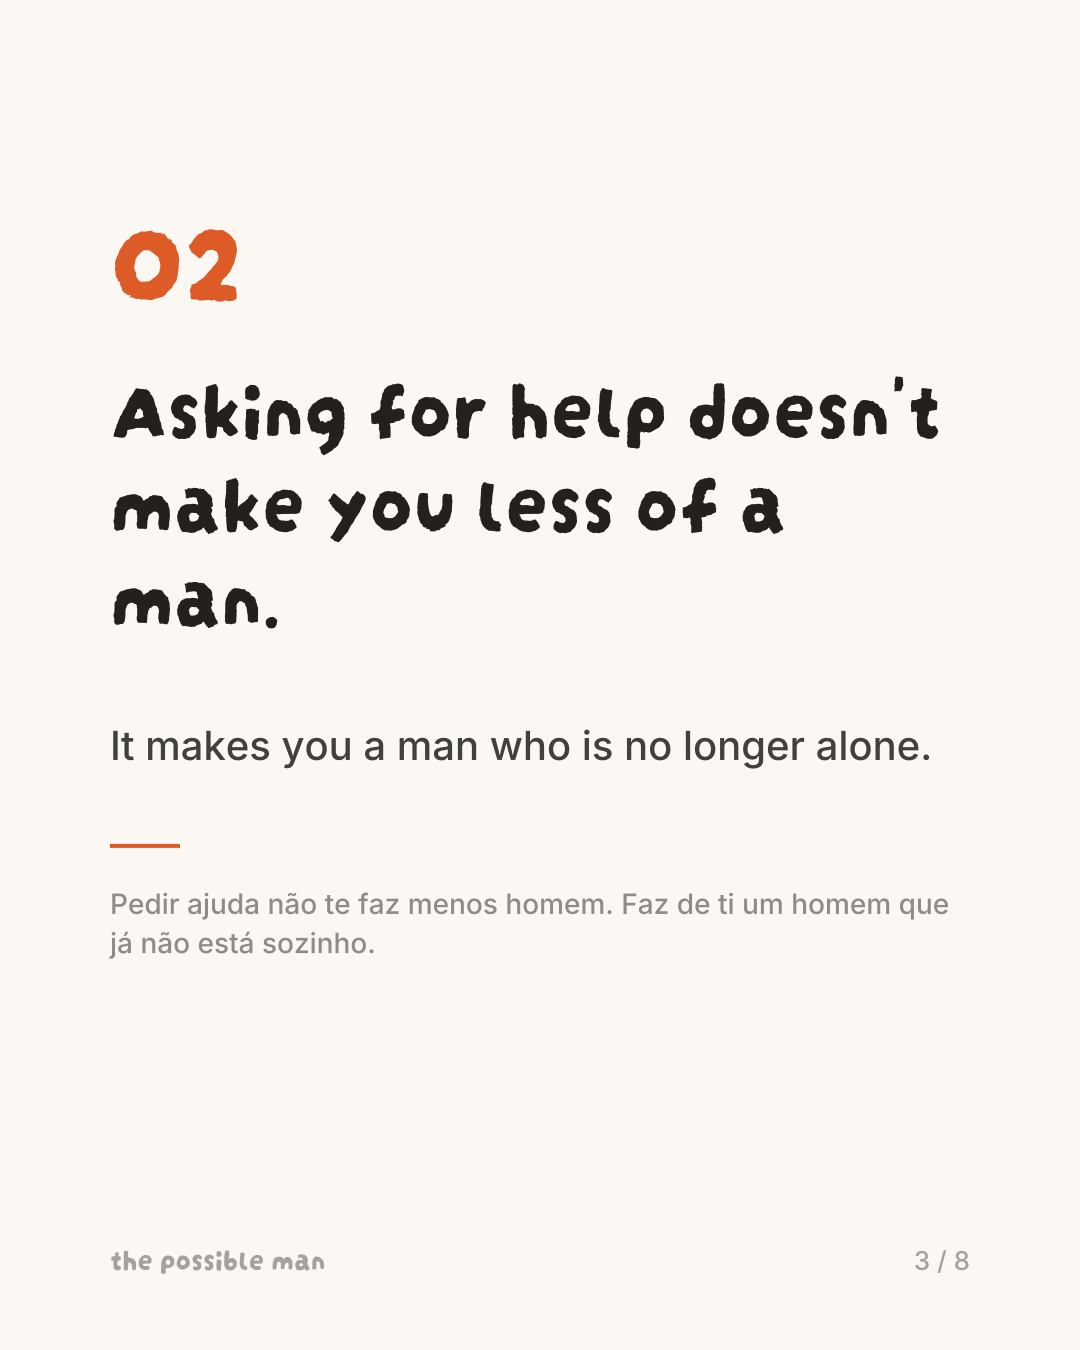 02
Asking for help doesn't
make you less of a
man.
It makes you a man who is no longer alone.
Pedir ajuda não te faz menos homem. Faz de ti um homem que
já não está sozinho.
the possible man
3 / 8